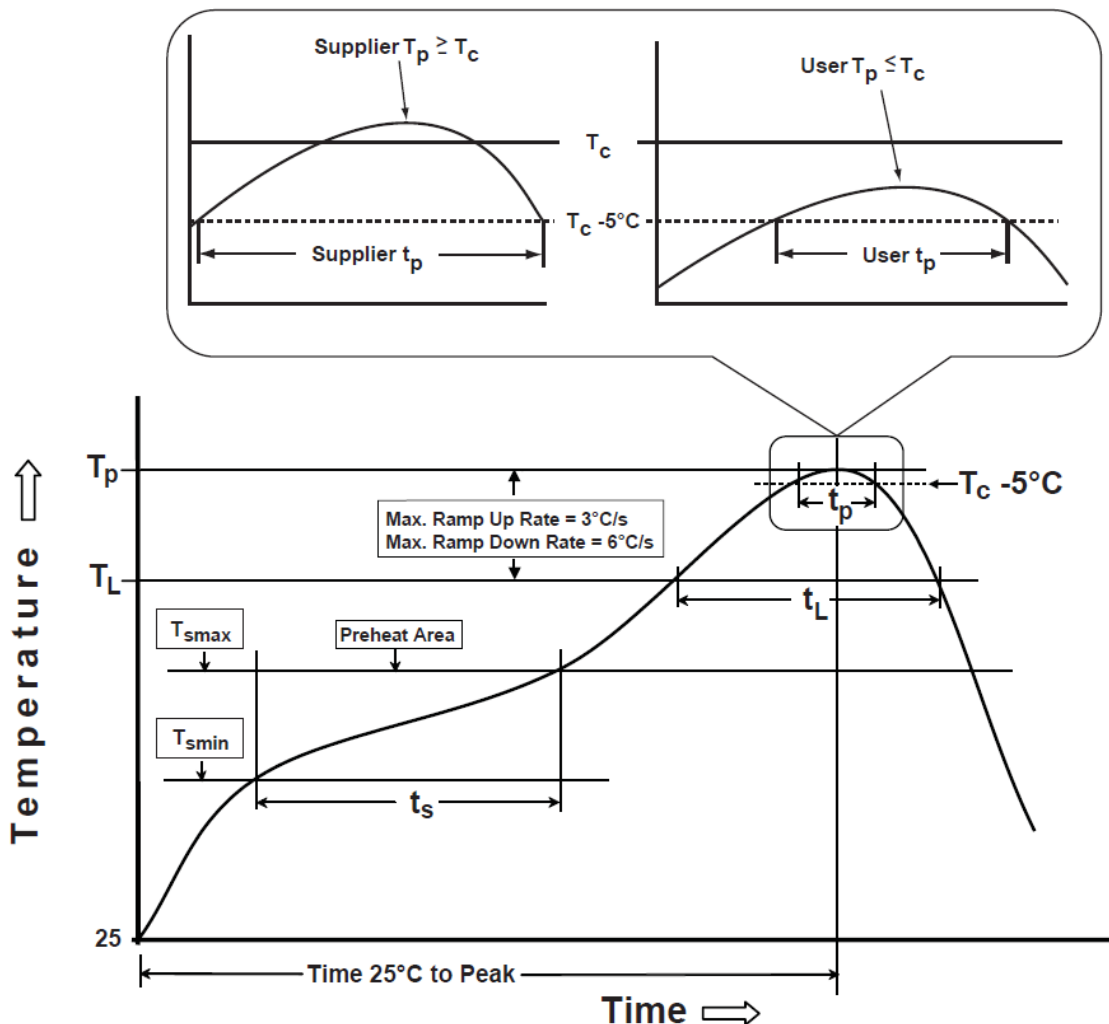 Supplier Tp ≥ Tc
User Tp ≤ Tc
Tc
Tc -5°C
Supplier tp
User tp
Tp
Tc -5°C
tp
Max. Ramp Up Rate = 3°C/s
Max. Ramp Down Rate = 6°C/s
TL
tL
Tsmax
Preheat Area
Tsmin
ts
Temperature
25
Time 25°C to Peak
Time